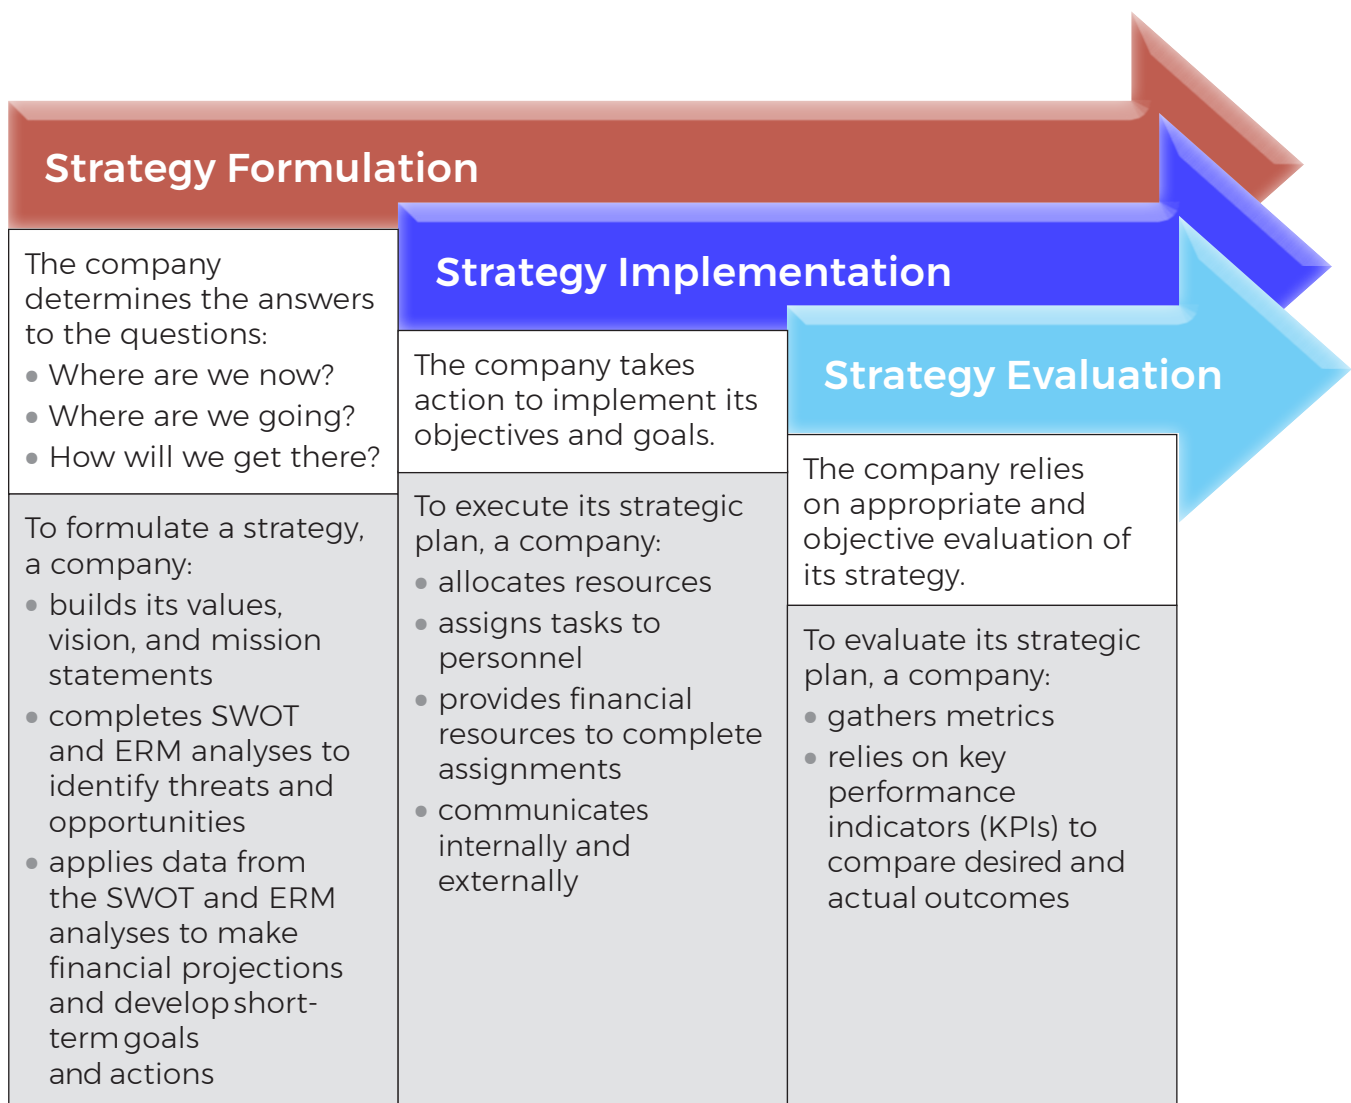 Strategy Formulation
The company
determines the answers
to the questions:
• Where are we now?
• Where are we going?
• How will we get there?
To formulate a strategy,
a company:
• builds its values,
vision, and mission
statements
• completes SWOT
and ERM analyses to
identify threats and
opportunities
• applies data from
the SWOT and ERM
analyses to make
financial projections
and develop short-
term goals
and actions
Strategy Implementation
The company takes
action to implement its
objectives and goals.
To execute its strategic
plan, a company:
• allocates resources
• assigns tasks to
personnel
• provides financial
resources to complete
assignments
• communicates
internally and
externally
Strategy Evaluation
The company relies
on appropriate and
objective evaluation of
its strategy.
To evaluate its strategic
plan, a company:
• gathers metrics
• relies on key
performance
indicators (KPIs) to
compare desired and
actual outcomes